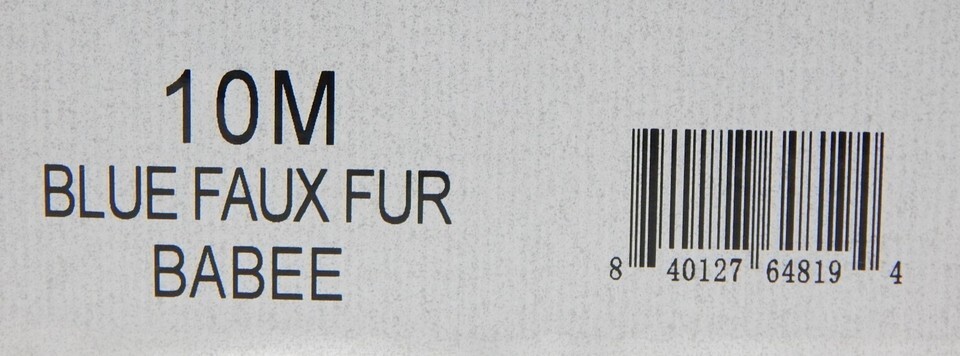 10M
BLUE FAUX FUR
BABEE
8 40127 64819 4